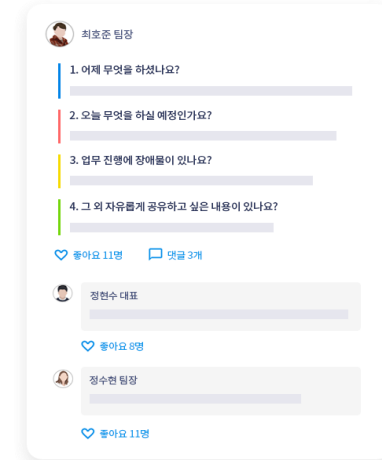 최호준 팀장
1. 어제 무엇을 하셨나요?
2. 오늘 무엇을 하실 예정인가요?
3. 업무 진행에 장애물이 있나요?
4. 그 외 자유롭게 공유하고 싶은 내용이 있나요?
좋아요 11명 댓글 3개
정현수 대표
좋아요 8명
정수현 팀장
좋아요 11명